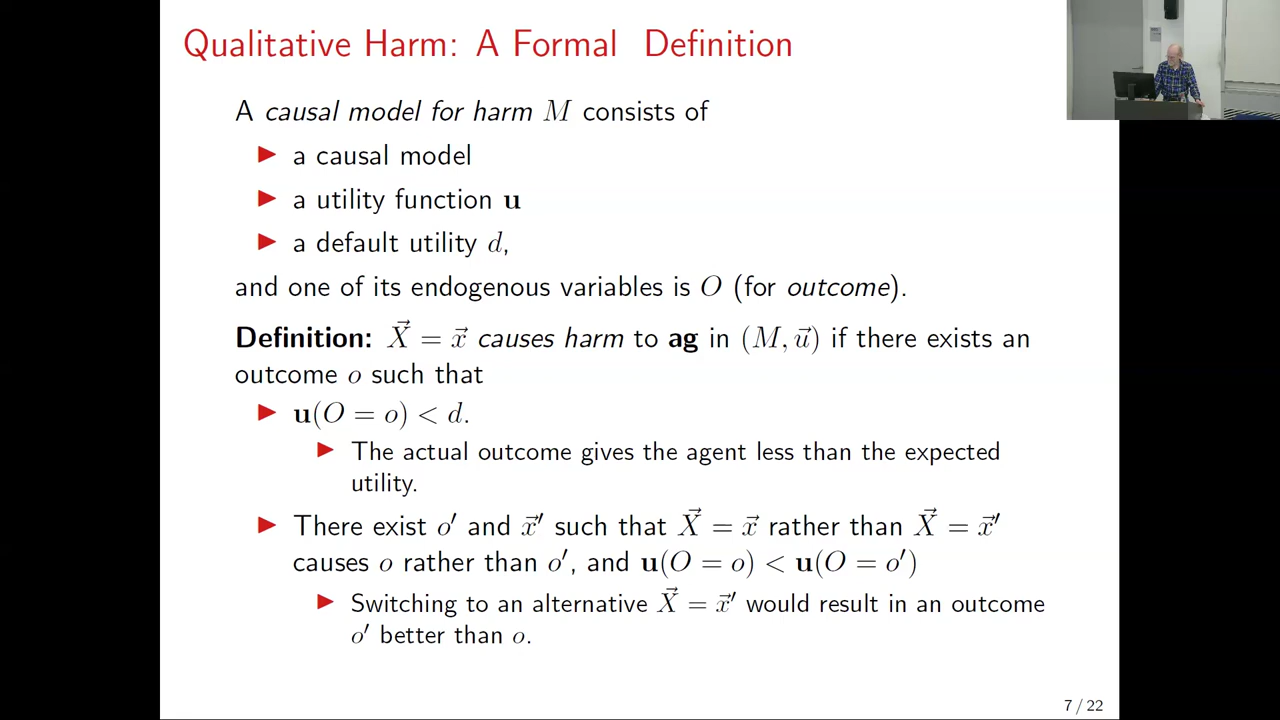 Qualitative Harm: A Formal Definition
A causal model for harm M consists of
▶ a causal model
▶ a utility function u
▶ a default utility d,
and one of its endogenous variables is O (for outcome).
Definition: X⃗ = x⃗ causes harm to ag in (M, u⃗) if there exists an
outcome o such that
▶ u(O = o) < d.
▶ The actual outcome gives the agent less than the expected
utility.
▶ There exist o′ and x⃗′ such that X⃗ = x⃗ rather than X⃗ = x⃗′
causes o rather than o′, and u(O = o) < u(O = o′)
▶ Switching to an alternative X⃗ = x⃗′ would result in an outcome
o′ better than o.
7 / 22